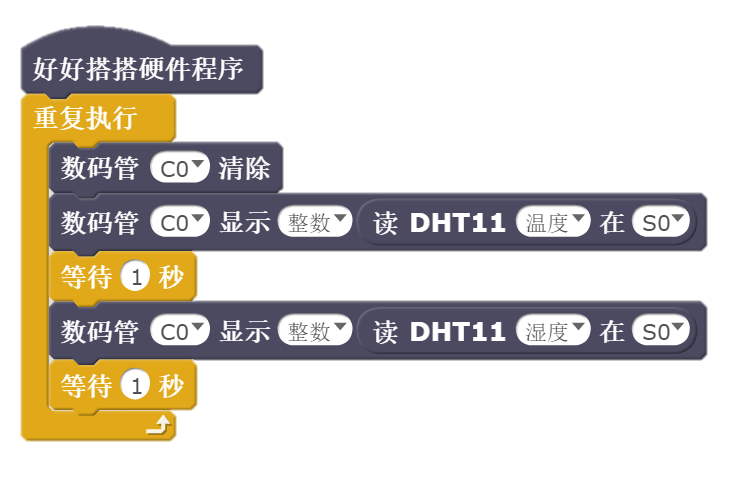 好好搭搭硬件程序
重复执行
数码管 C0 清除
数码管 C0 显示 整数 读 DHT11 温度 在 S0
等待 1 秒
数码管 C0 显示 整数 读 DHT11 湿度 在 S0
等待 1 秒